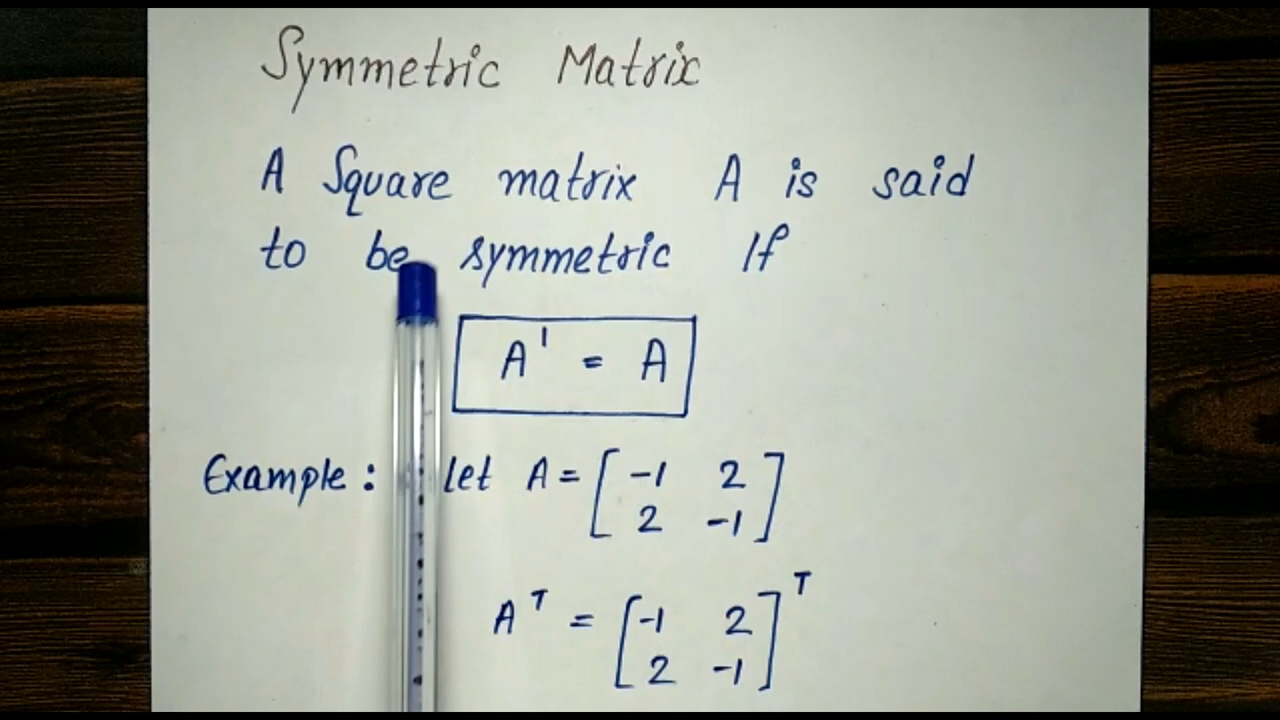 Symmetric Matrix
A Square matrix A is said
to be symmetric If
A' = A
Example: let A = [ -1 2
2 -1 ]
A^T = [ -1 2
2 -1 ]^T